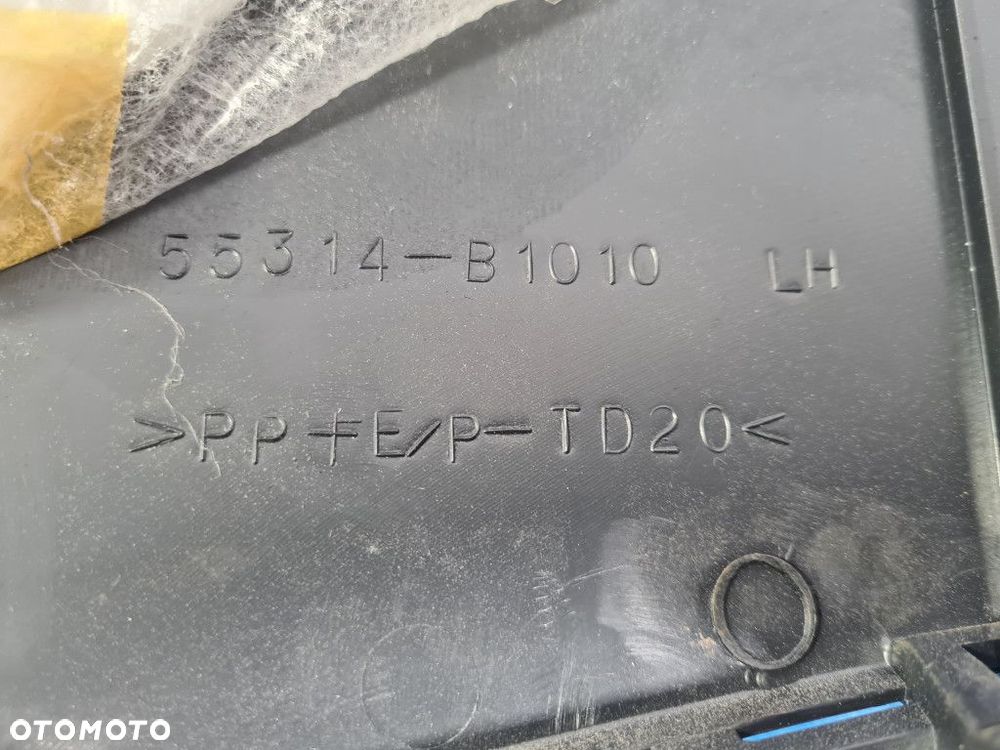 55314-B1010 LH
>PP+E/P-TD20<
OTOMOTO